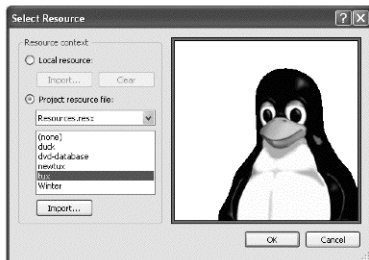 Select Resource
Resource context
Local resource:
Import... Clear
Project resource file:
Resources.resx
(none)
duck
dvd-database
newtux
tux
Winter
Import...
OK Cancel